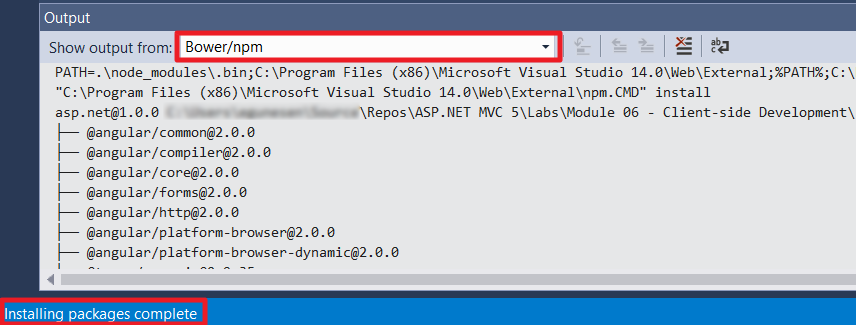 Output
Show output from: Bower/npm
PATH=.\node_modules\.bin;C:\Program Files (x86)\Microsoft Visual Studio 14.0\Web\External;%PATH%;C:\
"C:\Program Files (x86)\Microsoft Visual Studio 14.0\Web\External\npm.CMD" install
asp.net@1.0.0 \Repos\ASP.NET MVC 5\Labs\Module 06 - Client-side Development\
├── @angular/common@2.0.0
├── @angular/compiler@2.0.0
├── @angular/core@2.0.0
├── @angular/forms@2.0.0
├── @angular/http@2.0.0
├── @angular/platform-browser@2.0.0
├── @angular/platform-browser-dynamic@2.0.0
Installing packages complete